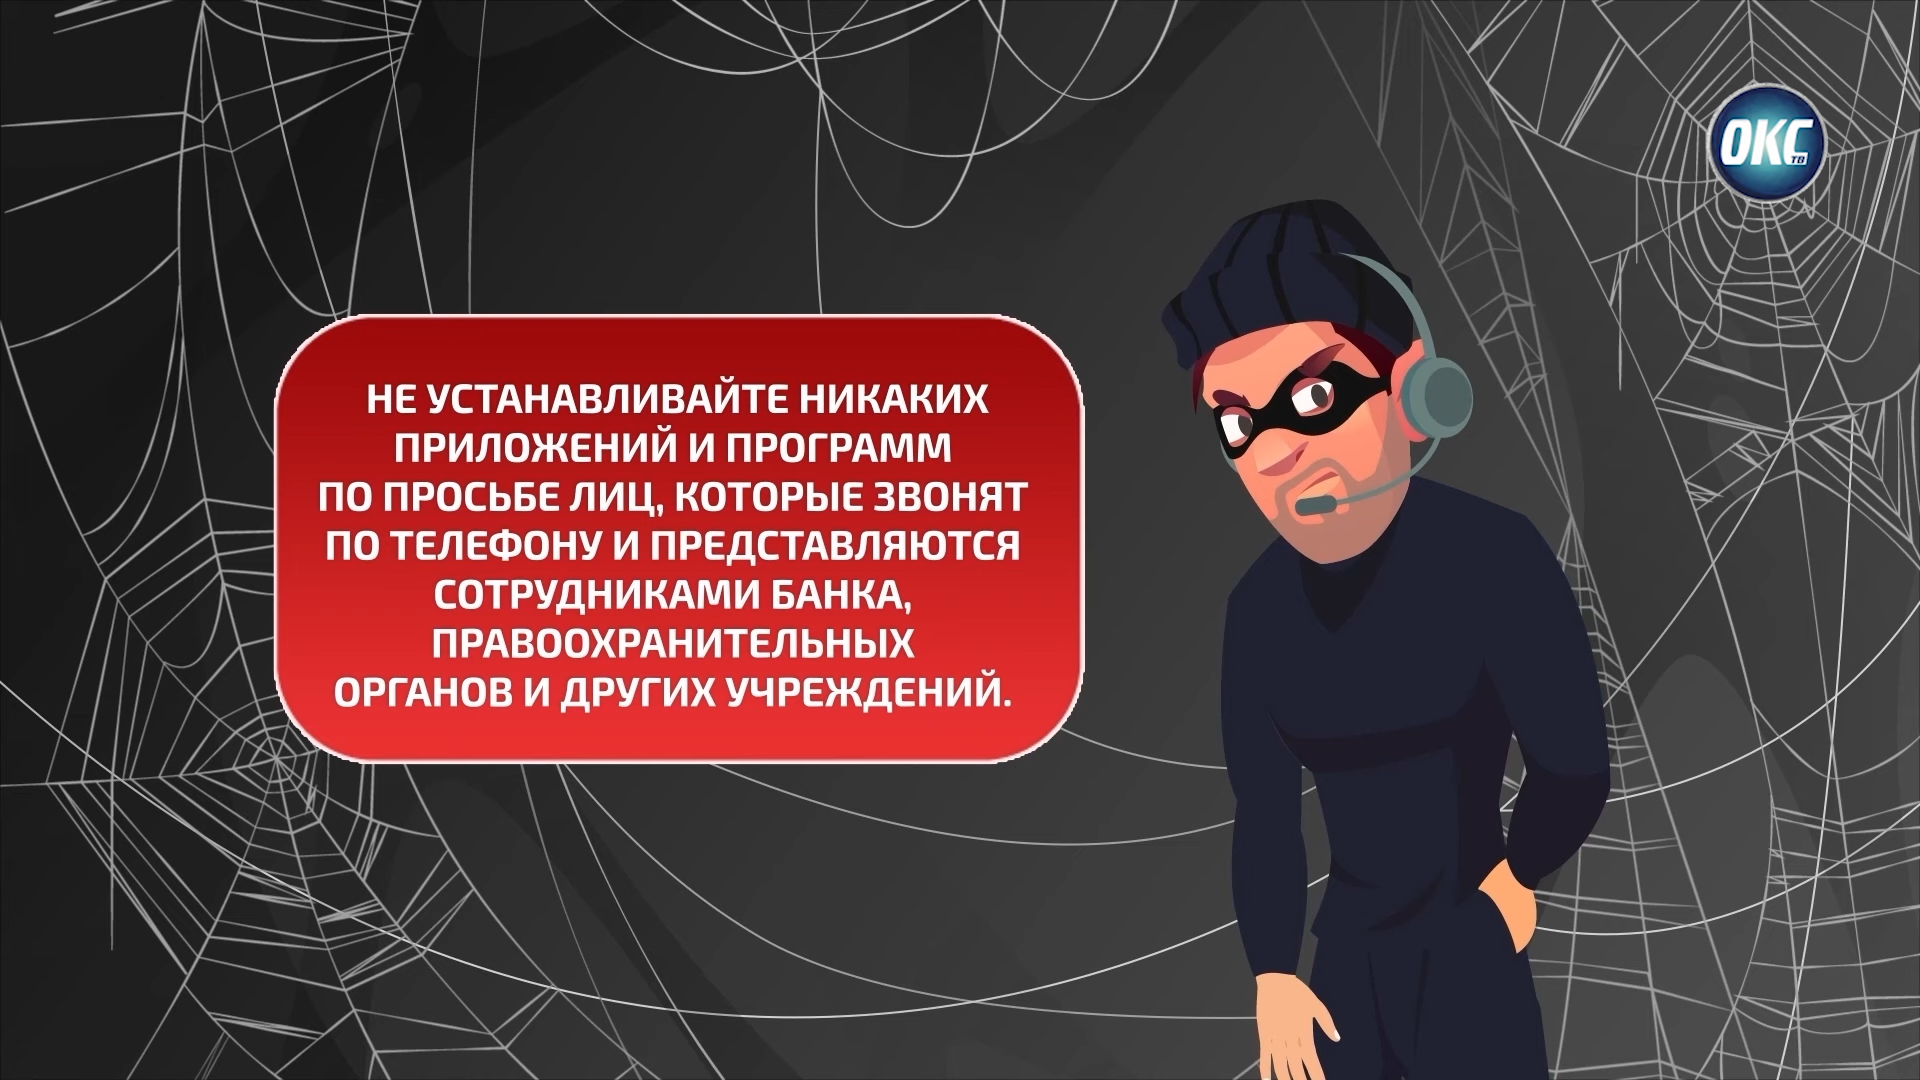 ОКС
ТВ
НЕ УСТАНАВЛИВАЙТЕ НИКАКИХ
ПРИЛОЖЕНИЙ И ПРОГРАММ
ПО ПРОСЬБЕ ЛИЦ, КОТОРЫЕ ЗВОНЯТ
ПО ТЕЛЕФОНУ И ПРЕДСТАВЛЯЮТСЯ
СОТРУДНИКАМИ БАНКА,
ПРАВООХРАНИТЕЛЬНЫХ
ОРГАНОВ И ДРУГИХ УЧРЕЖДЕНИЙ.